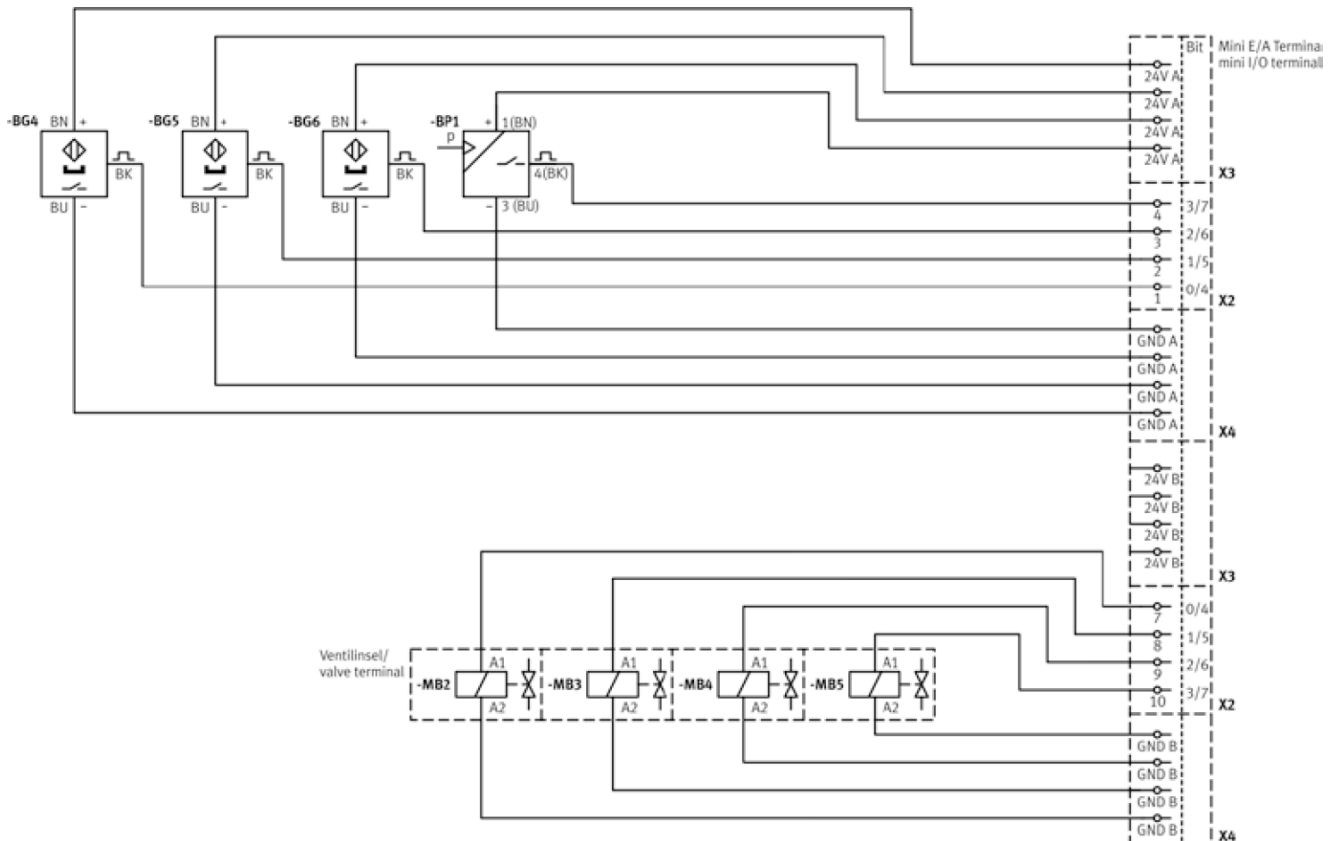 Bit
Mini E/A Termina
mini I/O terminall
24V A
24V A
24V A
24V A
X3
-BG4 BN +
-BG5 BN +
-BG6 BN +
-BP1 + 1(BN)
p
BK
BK
BK
4(BK)
BU -
BU -
BU -
- 3 (BU)
4 3/7
3 2/6
2 1/5
1 0/4
X2
GND A
GND A
GND A
GND A
X4
24V B
24V B
24V B
24V B
X3
7 0/4
8 1/5
9 2/6
10 3/7
X2
Ventilinsel/
valve terminal
A1 A1 A1 A1
-MB2 -MB3 -MB4 -MB5
A2 A2 A2 A2
GND B
GND B
GND B
GND B
X4